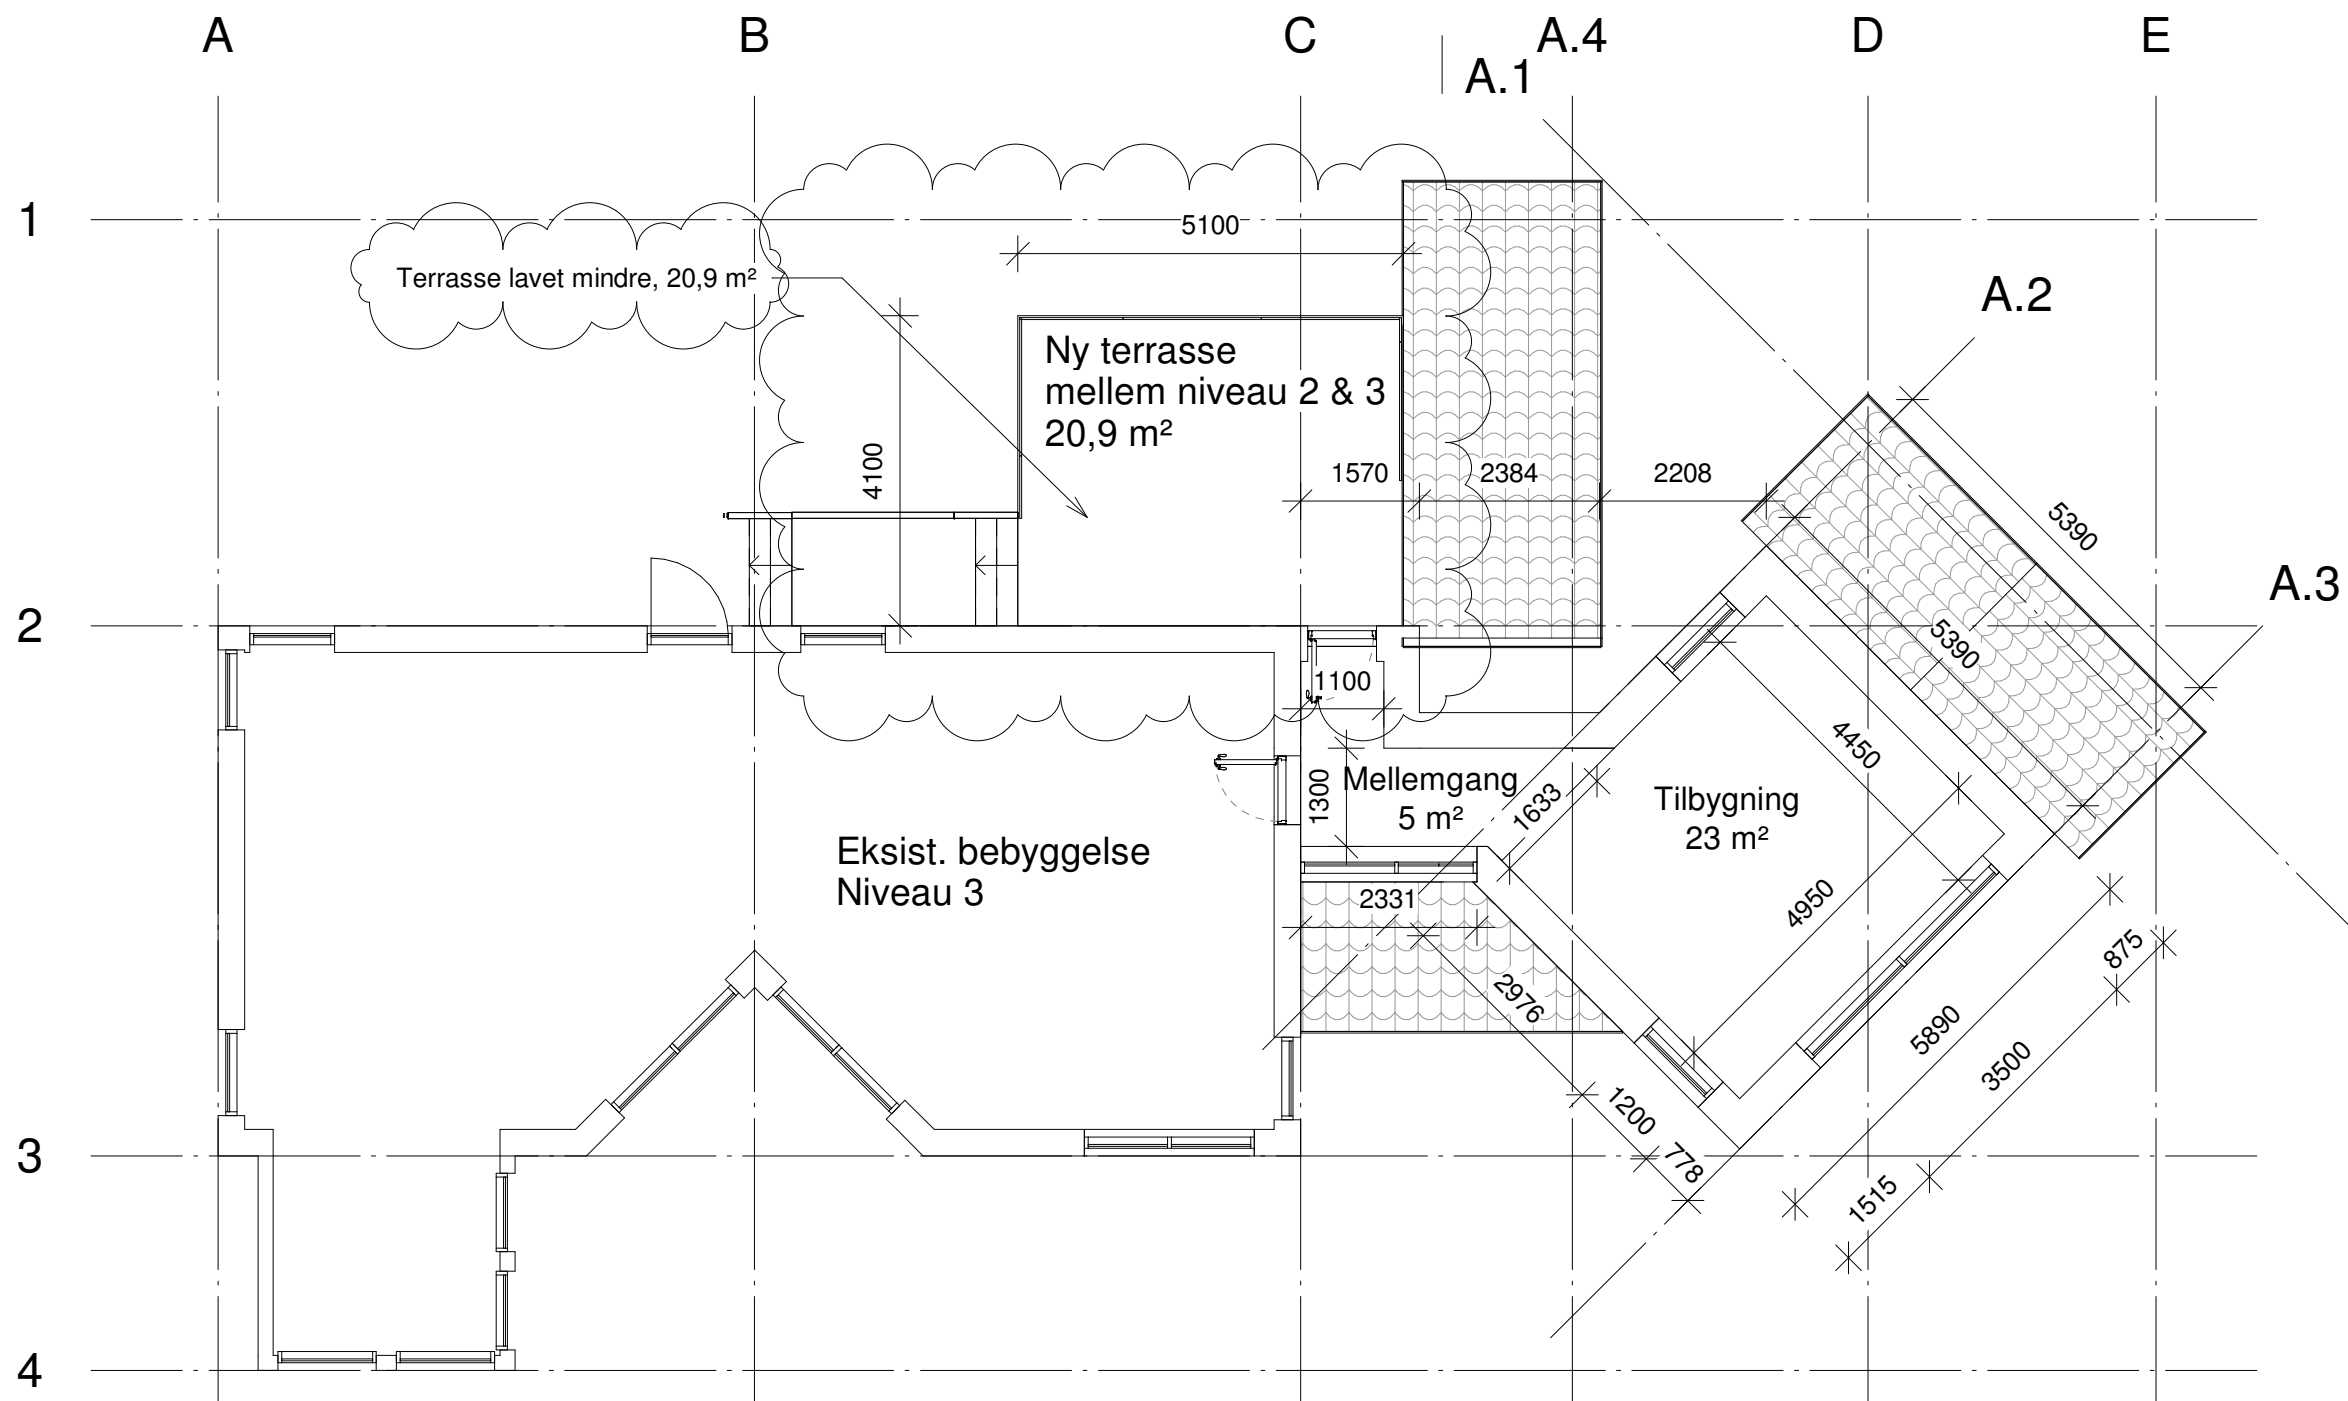 A
B
C
A.4
D
E
A.1
1
5100
Terrasse lavet mindre, 20,9 m²
A.2
Ny terrasse
mellem niveau 2 & 3
20,9 m²
4100
1570
2384
2208
5390
A.3
2
5390
1100
4450
1300
Mellemgang
5 m²
1633
Tilbygning
23 m²
Eksist. bebyggelse
Niveau 3
2331
4950
875
2976
5890
3500
1200
778
3
1515
4